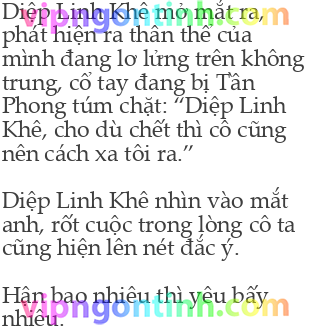 Diệp Linh Khê mở mắt ra,
phát hiện ra thân thể của
mình đang lơ lửng trên không
trung, cổ tay đang bị Tần
Phong túm chặt: “Diệp Linh
Khê, cho dù chết thì cô cũng
nên cách xa tôi ra.”
Diệp Linh Khê nhìn vào mắt
anh, rốt cuộc trong lòng cô ta
cũng hiện lên nét đắc ý.
Hận bao nhiêu thì yêu bấy
nhiêu.
vipngontinh.com
vipngontinh.com